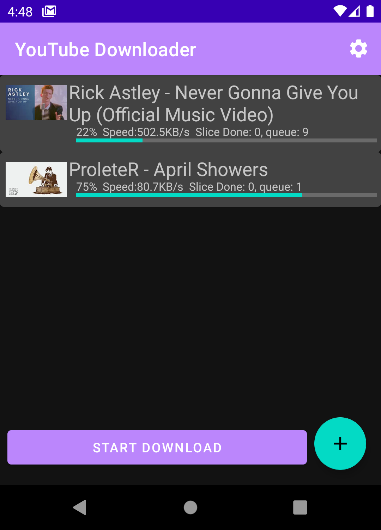 4:48
YouTube Downloader
RICK
ASTLEY
Rick Astley - Never Gonna Give You
Up (Official Music Video)
22% Speed:502.5KB/s Slice Done: 0, queue: 9
ProleteR - April Showers
75% Speed:80.7KB/s Slice Done: 0, queue: 1
START DOWNLOAD